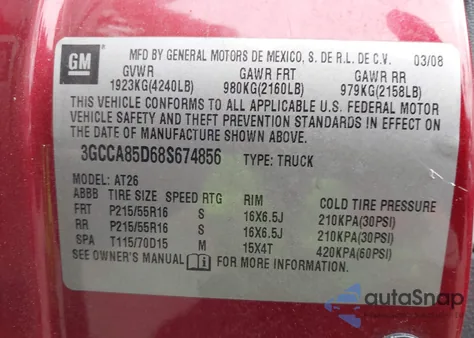 GM
MFD BY GENERAL MOTORS DE MEXICO, S. DE R.L. DE C.V. 03/08
GVWR GAWR FRT GAWR RR
1923KG(4240LB) 980KG(2160LB) 979KG(2158LB)
THIS VEHICLE CONFORMS TO ALL APPLICABLE U.S. FEDERAL MOTOR
VEHICLE SAFETY AND THEFT PREVENTION STANDARDS IN EFFECT ON
THE DATE OF MANUFACTURE SHOWN ABOVE.
3GCCA85D68S674856 TYPE: TRUCK
MODEL: AT26
ABBB TIRE SIZE SPEED RTG RIM COLD TIRE PRESSURE
FRT P215/55R16 S 16X6.5J 210KPA(30PSI)
RR P215/55R16 S 16X6.5J 210KPA(30PSI)
SPA T115/70D15 M 15X4T 420KPA(60PSI)
SEE OWNER'S MANUAL i FOR MORE INFORMATION.
autoSnap